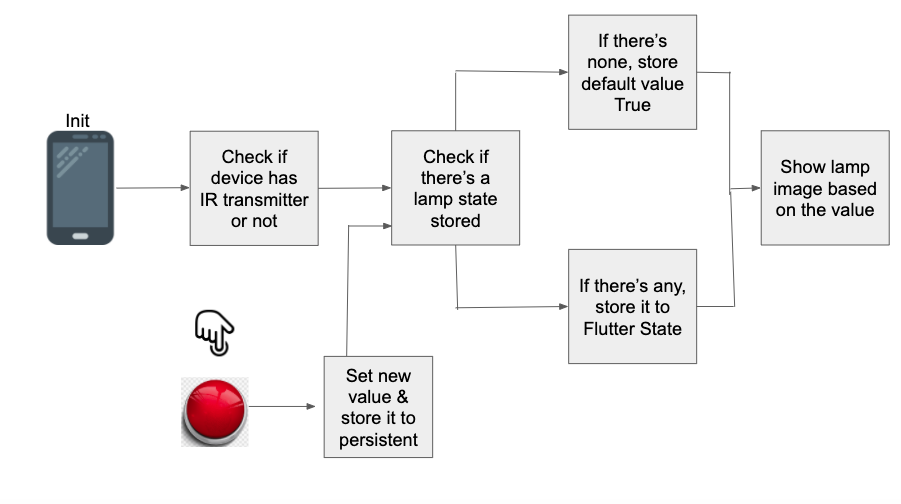 Init
Check if
device has
IR transmitter
or not
Check if
there's a
lamp state
stored
If there's
none, store
default value
True
If there's any,
store it to
Flutter State
Show lamp
image based
on the value
Set new
value &
store it to
persistent